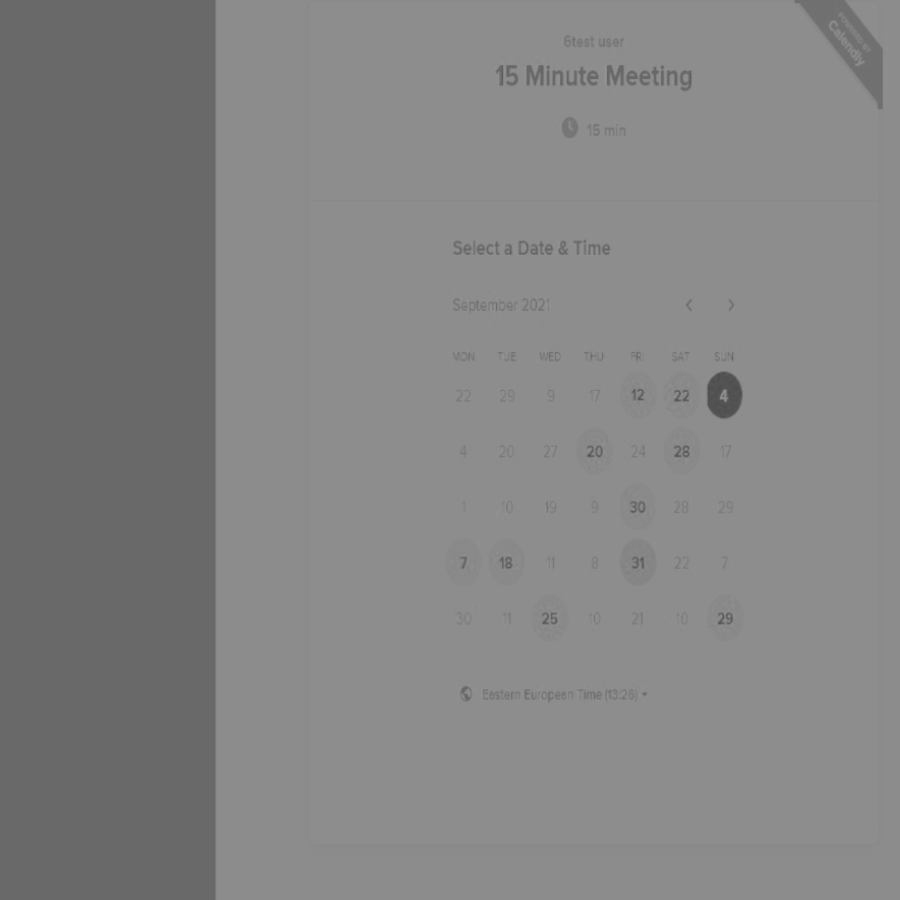 POWERED BY
Calendly
6test user
15 Minute Meeting
15 min
Select a Date & Time
September 2021
MON TUE WED THU FRI SAT SUN
22 29 9 17 12 22 4
4 20 27 20 24 28 17
1 10 19 9 30 28 29
7 18 11 8 31 22 7
30 11 25 10 21 10 29
Eastern European Time (13:26)